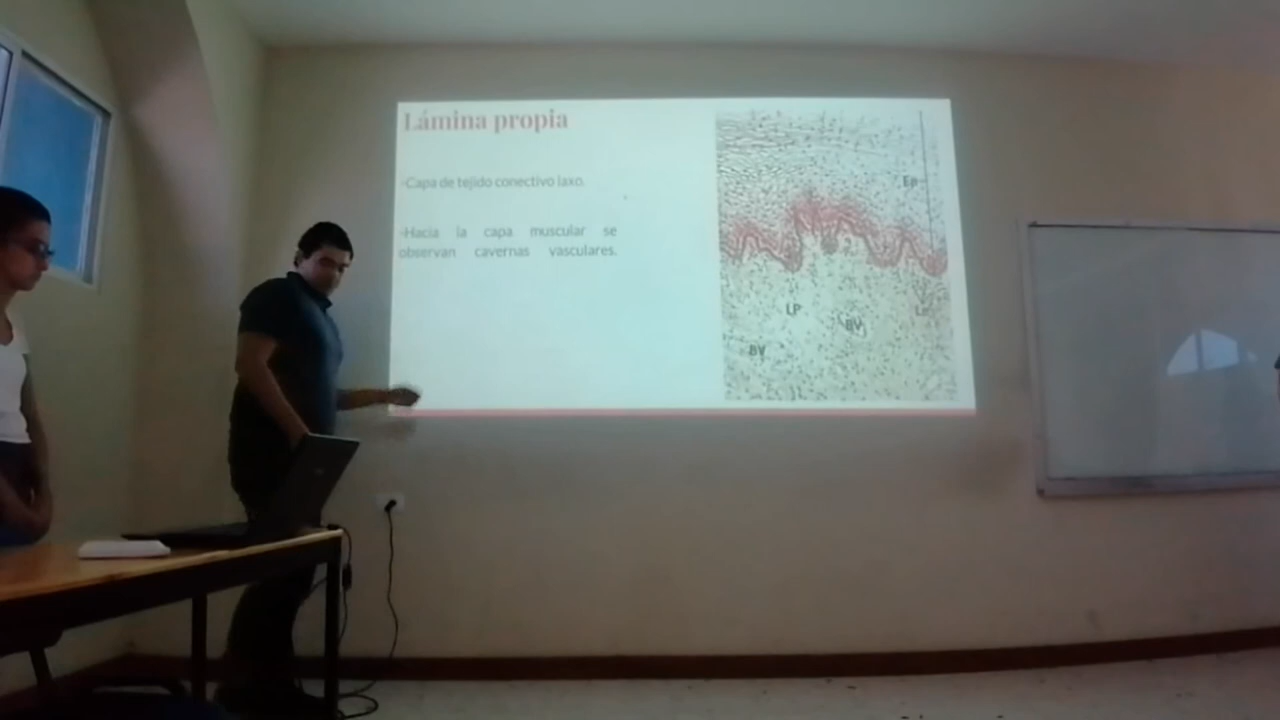 Lámina propia
-Capa de tejido conectivo laxo.
-Hacia la capa muscular se
observan cavernas vasculares.
Ep
LP
BV
BV